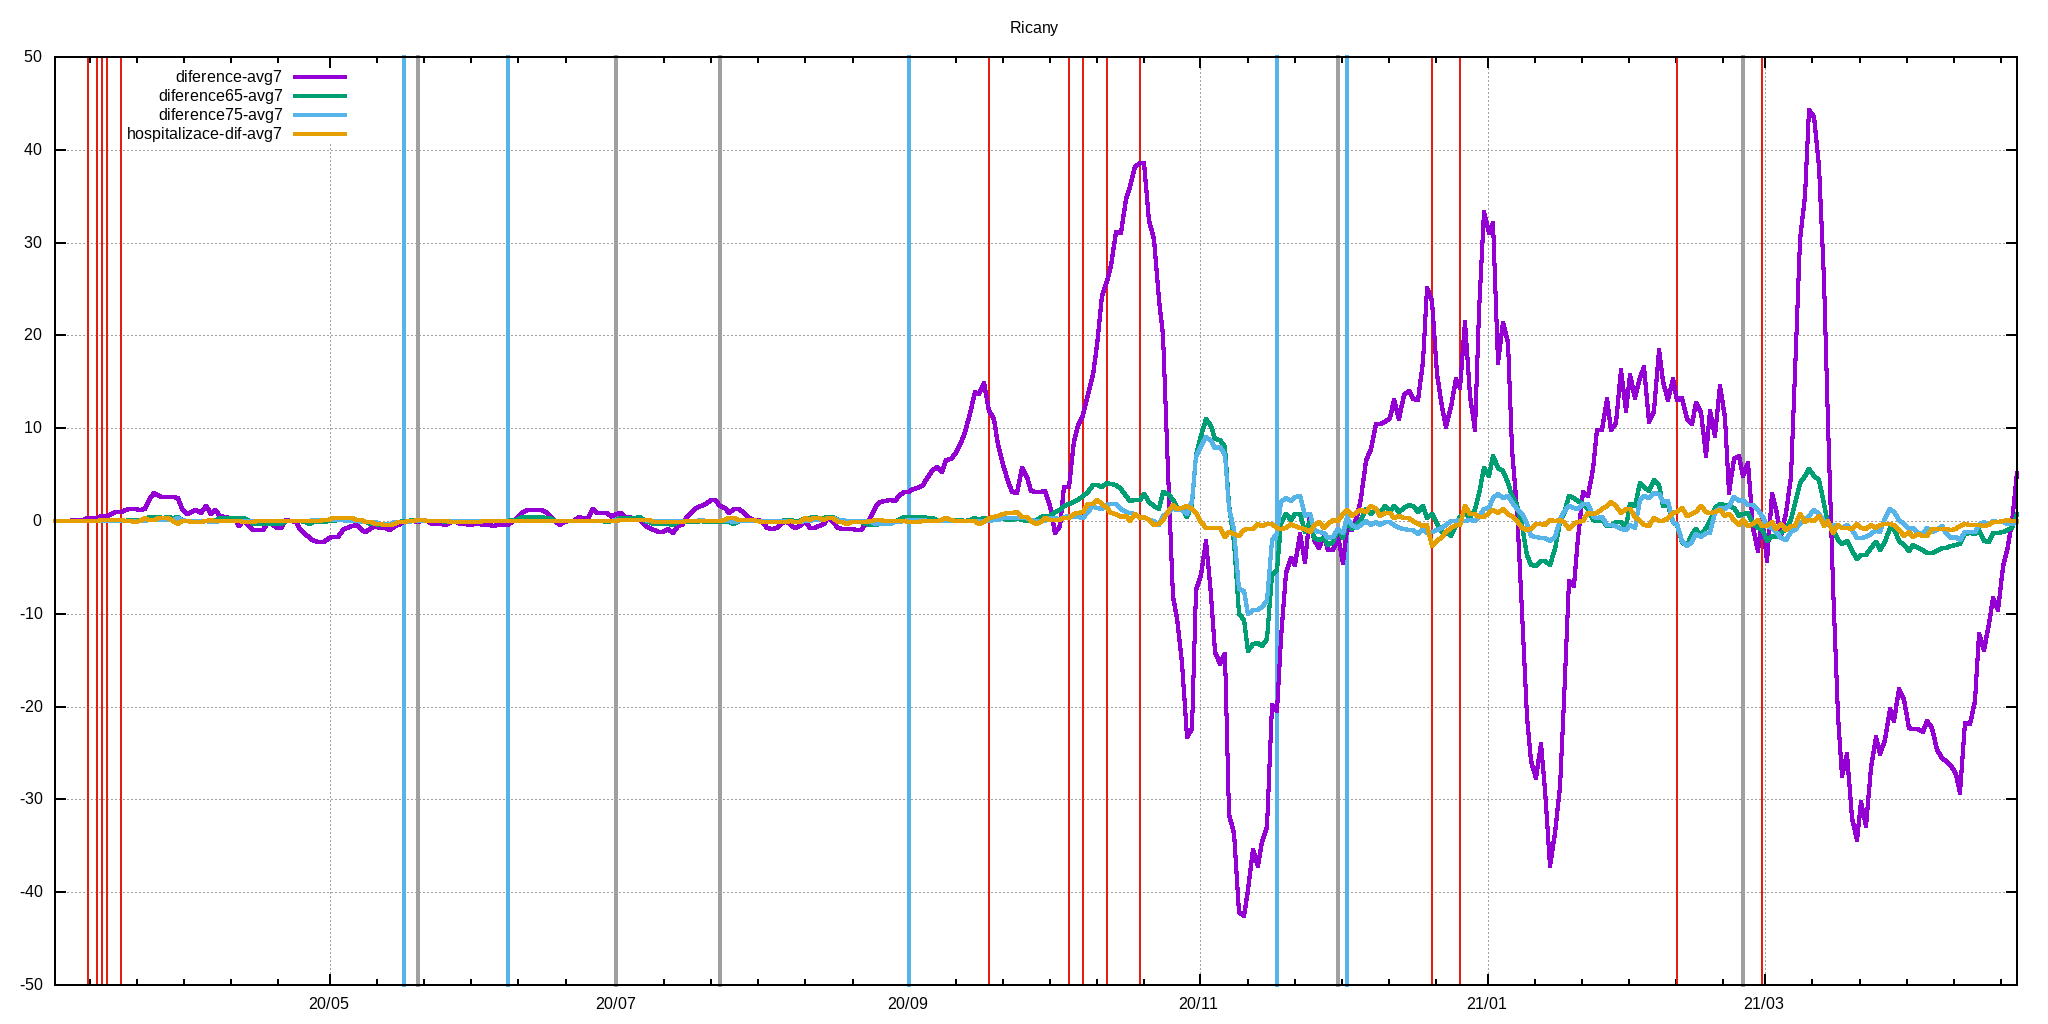 Ricany
diference-avg7
diference65-avg7
diference75-avg7
hospitalizace-dif-avg7
50
40
30
20
10
0
-10
-20
-30
-40
-50
20/05 20/07 20/09 20/11 21/01 21/03